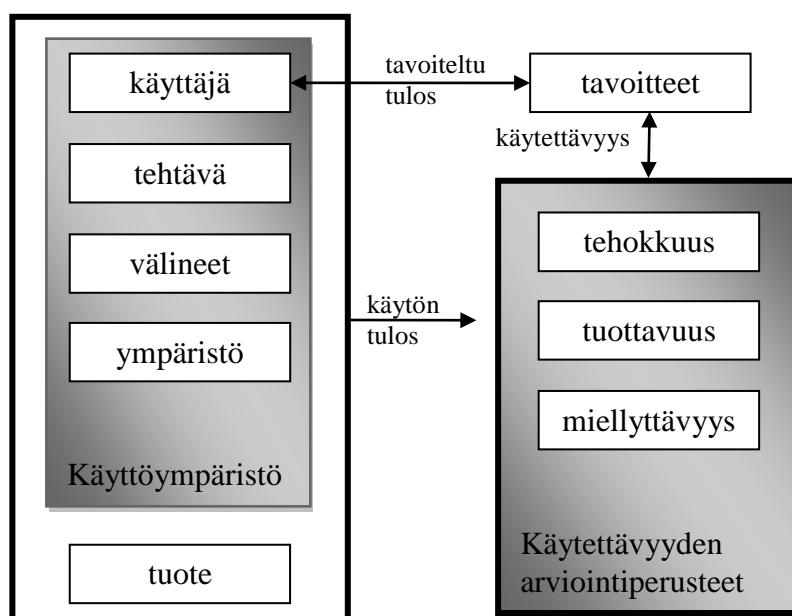 käyttäjä
tehtävä
välineet
ympäristö
Käyttöympäristö
tuote
tavoiteltu
tulos
käytön
tulos
tavoitteet
käytettävyys
tehokkuus
tuottavuus
miellyttävyys
Käytettävyyden
arviointiperusteet